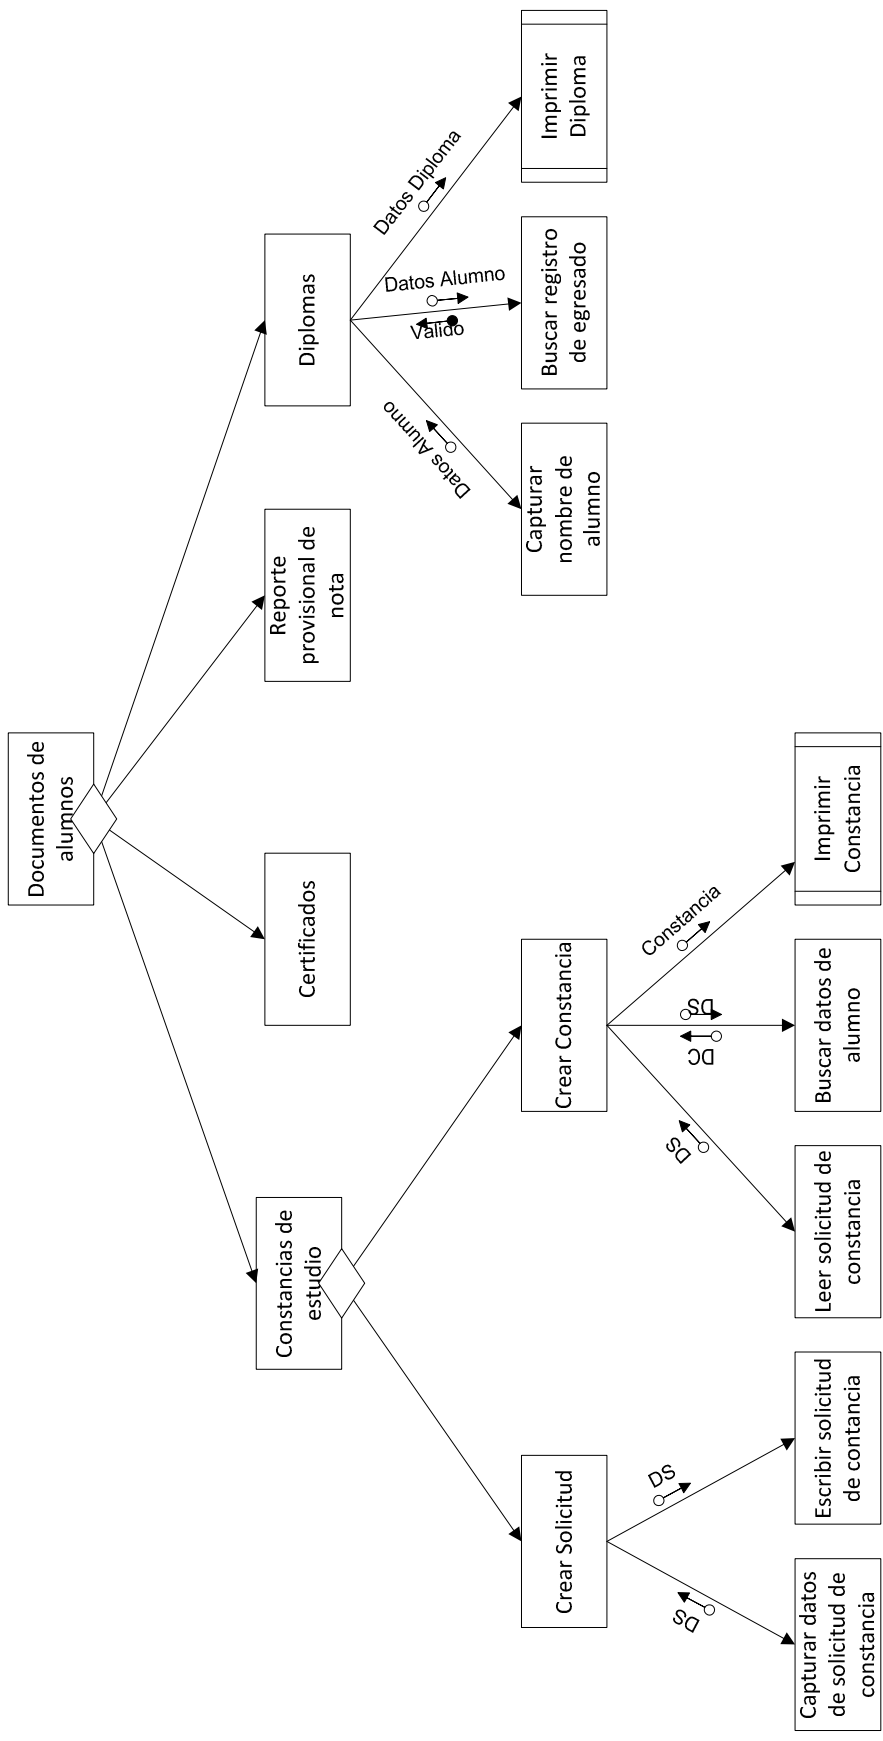 Documentos de
alumnos
Constancias de
estudio
Certificados
Reporte
provisional de
nota
Diplomas
Crear Solicitud
Crear Constancia
Datos Alumno
Valido
Datos Alumno
Datos Diploma
Capturar
nombre de
alumno
Buscar registro
de egresado
Imprimir
Diploma
DS
DS
DS
DC
DS
Constancia
Capturar datos
de solicitud de
constancia
Escribir solicitud
de contancia
Leer solicitud de
constancia
Buscar datos de
alumno
Imprimir
Constancia